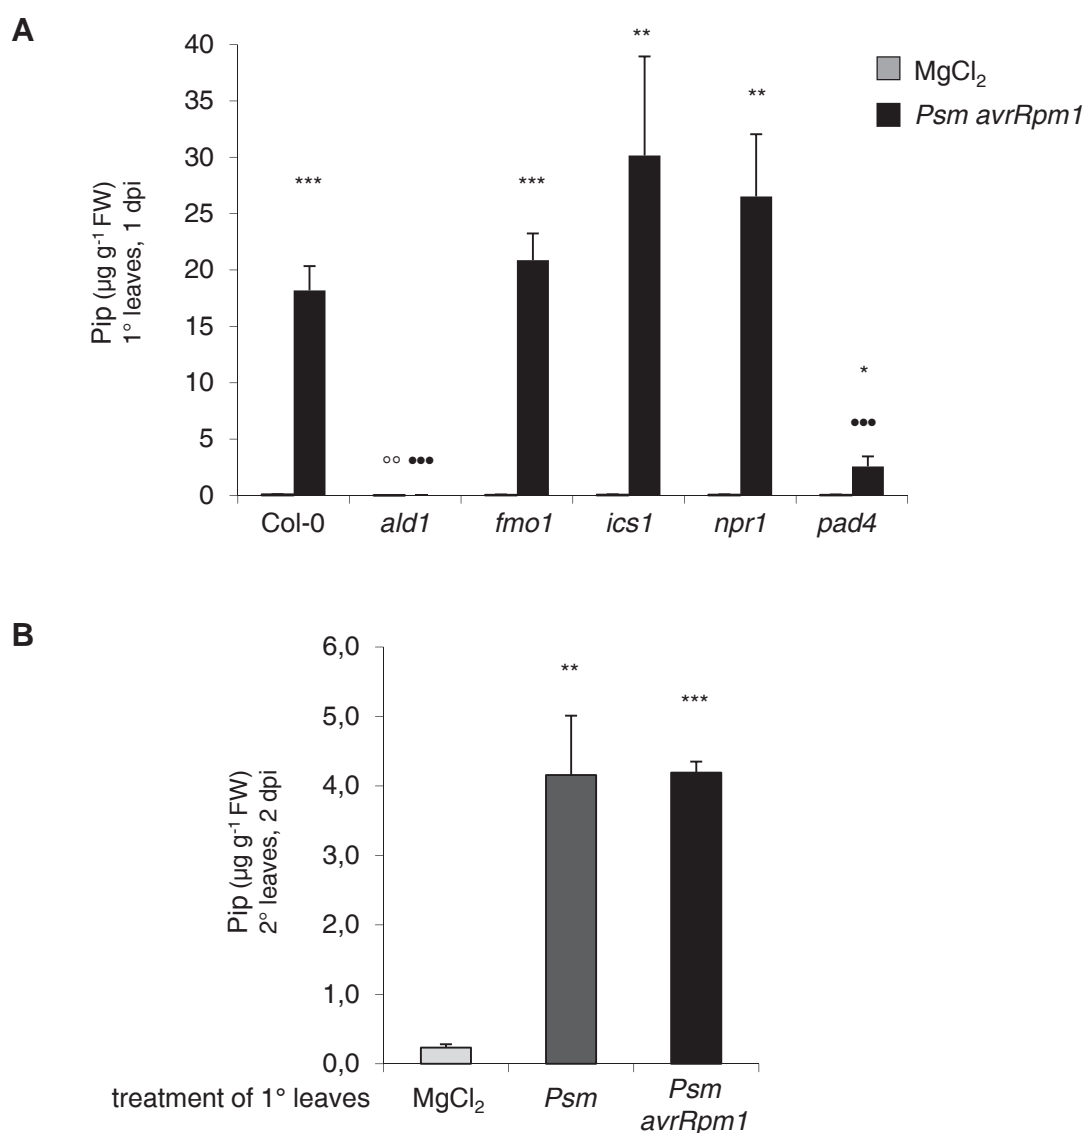 A
40
35
30
25
20
15
10
5
0
Pip (µg g-1 FW)
1° leaves, 1 dpi
***
°° •••
***
**
**
*
•••
Col-0 ald1 fmo1 ics1 npr1 pad4
MgCl2
Psm avrRpm1
B
6,0
5,0
4,0
3,0
2,0
1,0
0,0
Pip (µg g-1 FW)
2° leaves, 2 dpi
**
***
treatment of 1° leaves MgCl2 Psm Psm
avrRpm1